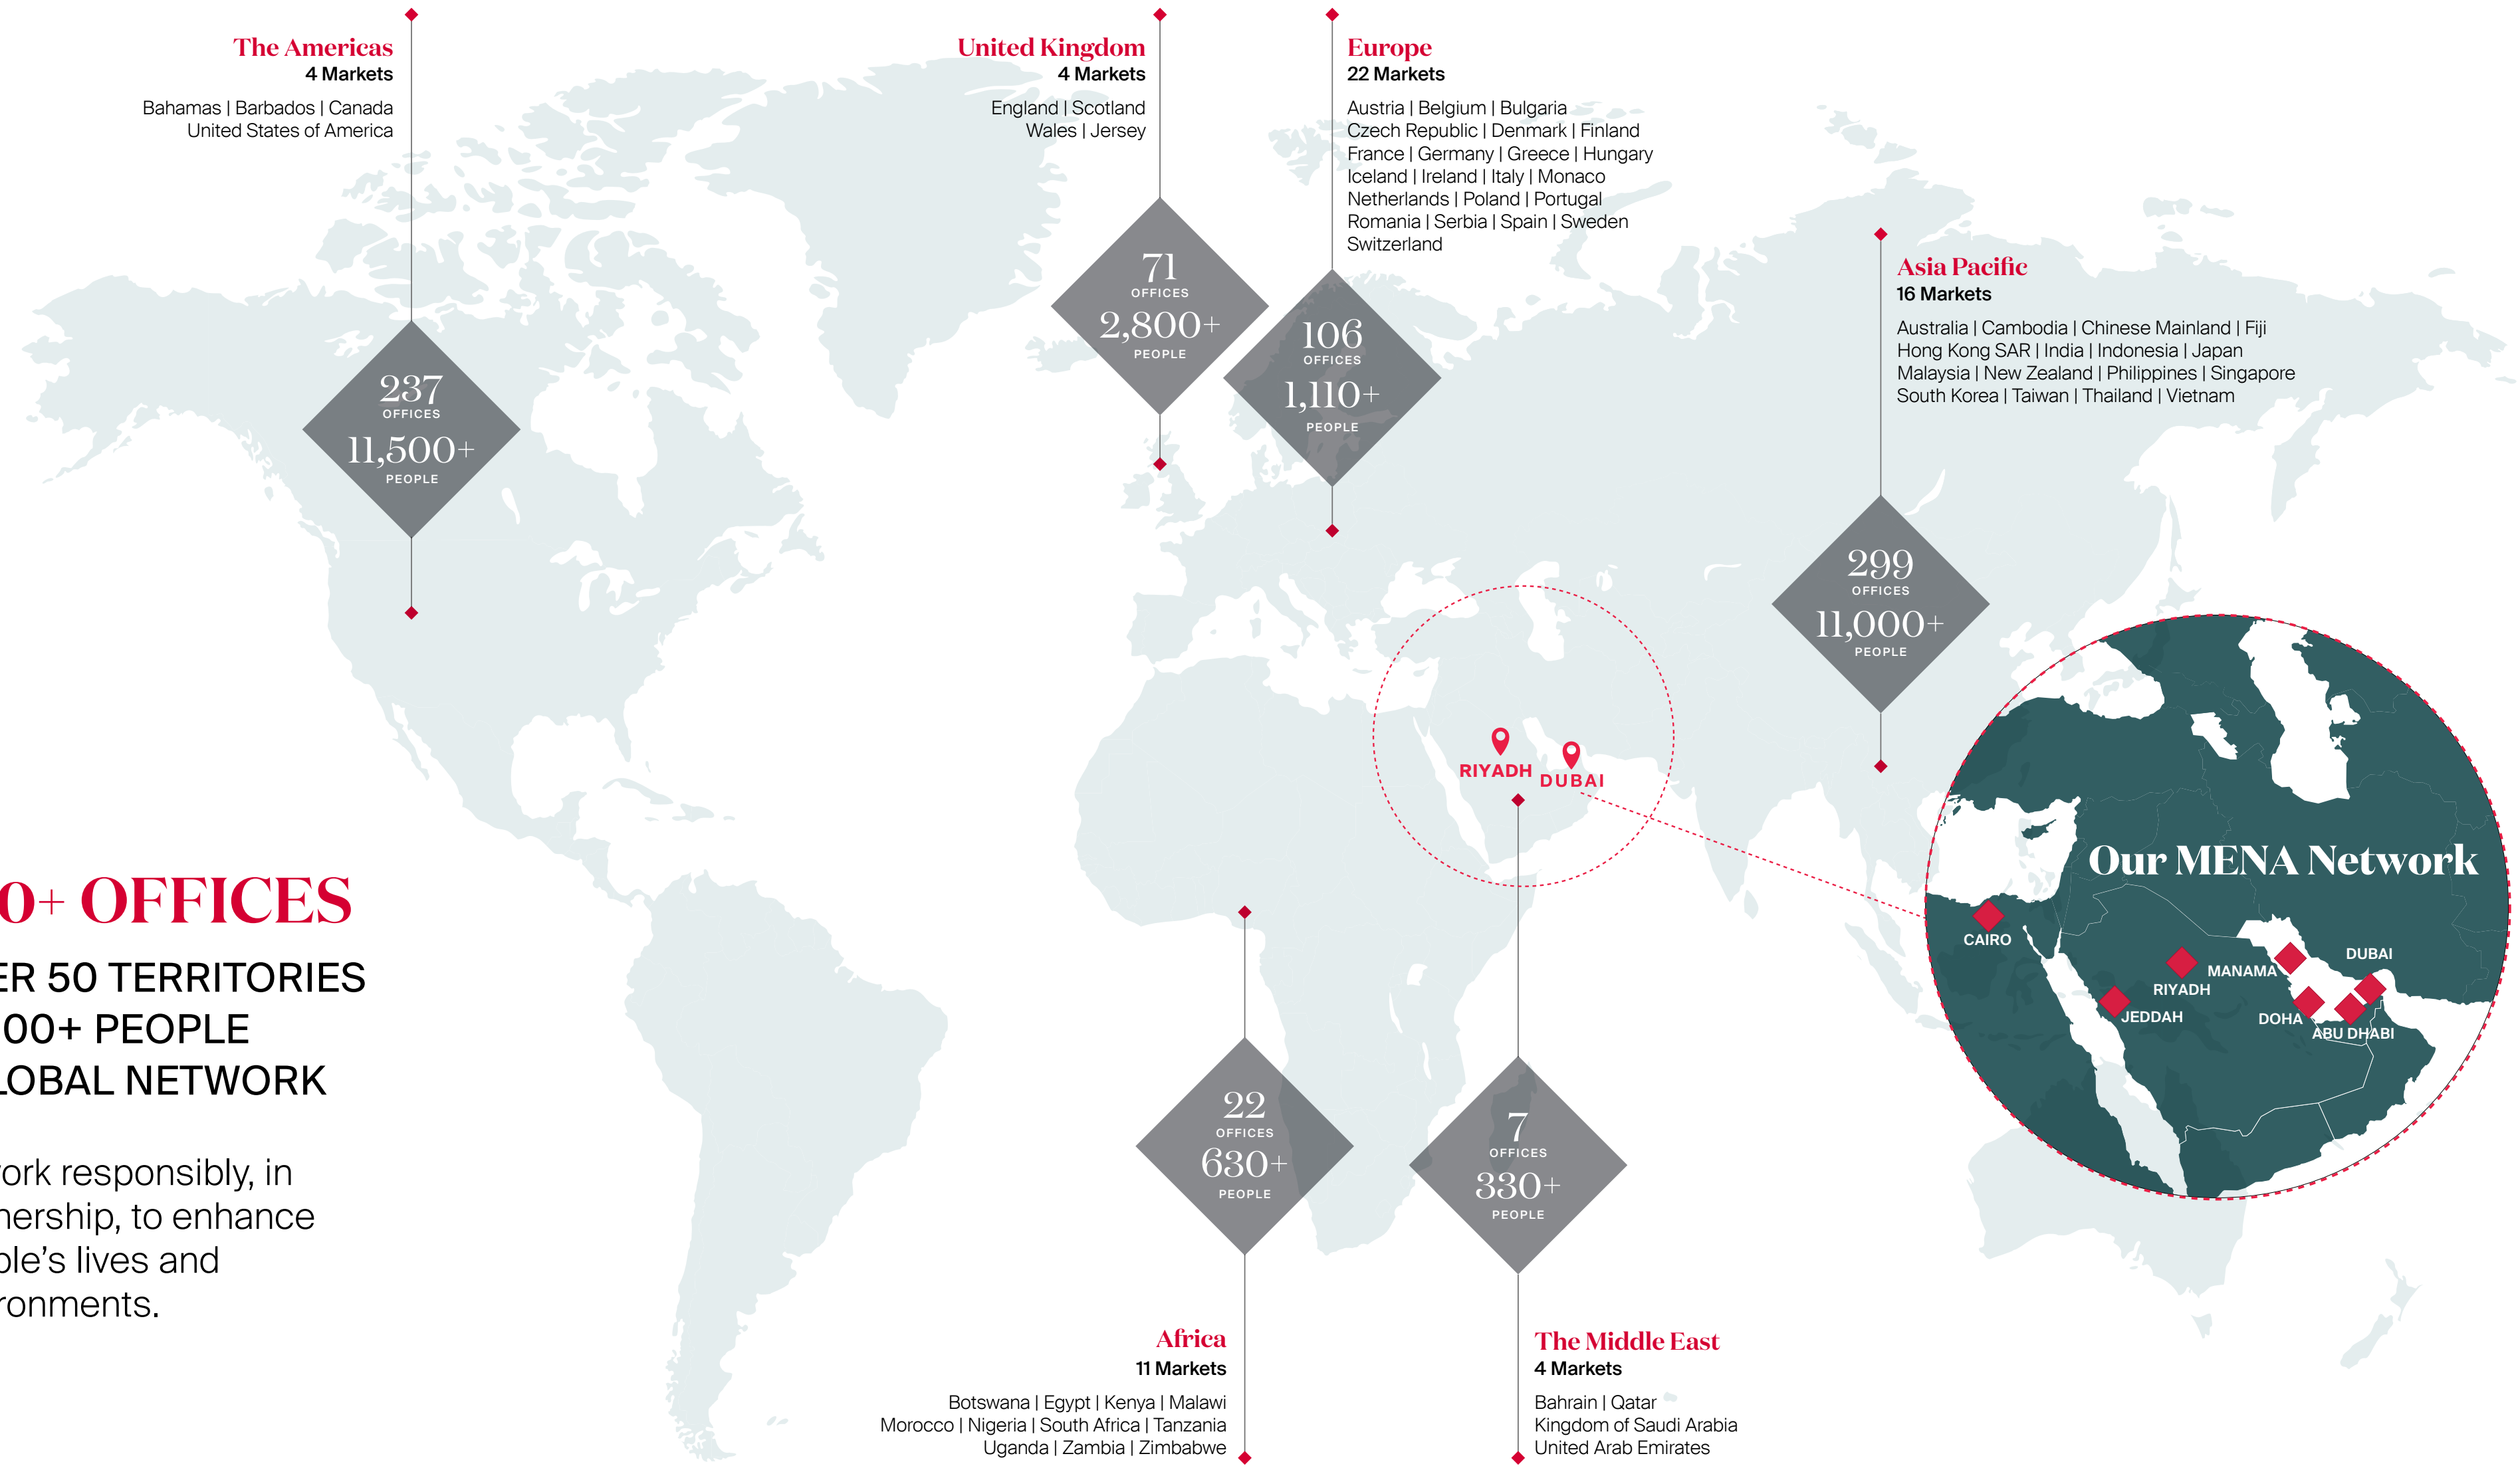 The Americas
4 Markets
Bahamas | Barbados | Canada
United States of America
237
OFFICES
11,500+
PEOPLE
United Kingdom
4 Markets
England | Scotland
Wales | Jersey
71
OFFICES
2,800+
PEOPLE
Europe
22 Markets
Austria | Belgium | Bulgaria
Czech Republic | Denmark | Finland
France | Germany | Greece | Hungary
Iceland | Ireland | Italy | Monaco
Netherlands | Poland | Portugal
Romania | Serbia | Spain | Sweden
Switzerland
106
OFFICES
1,110+
PEOPLE
Asia Pacific
16 Markets
Australia | Cambodia | Chinese Mainland | Fiji
Hong Kong SAR | India | Indonesia | Japan
Malaysia | New Zealand | Philippines | Singapore
South Korea | Taiwan | Thailand | Vietnam
299
OFFICES
11,000+
PEOPLE
RIYADH
DUBAI
Our MENA Network
CAIRO
DUBAI
MANAMA
RIYADH
JEDDAH
DOHA
ABU DHABI
0+ OFFICES
ER 50 TERRITORIES
00+ PEOPLE
LOBAL NETWORK
ork responsibly, in
nership, to enhance
ple's lives and
ronments.
22
OFFICES
630+
PEOPLE
Africa
11 Markets
Botswana | Egypt | Kenya | Malawi
Morocco | Nigeria | South Africa | Tanzania
Uganda | Zambia | Zimbabwe
7
OFFICES
330+
PEOPLE
The Middle East
4 Markets
Bahrain | Qatar
Kingdom of Saudi Arabia
United Arab Emirates